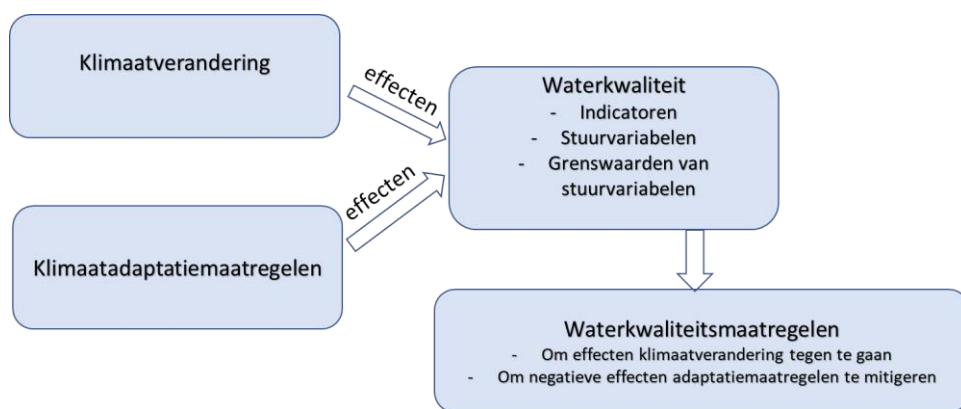 Klimaatverandering
effecten
Waterkwaliteit
- Indicatoren
- Stuurvariabelen
- Grenswaarden van
stuurvariabelen
effecten
Klimaatadaptatiemaatregelen
Waterkwaliteitsmaatregelen
- Om effecten klimaatverandering tegen te gaan
- Om negatieve effecten adaptatiemaatregelen te mitigeren